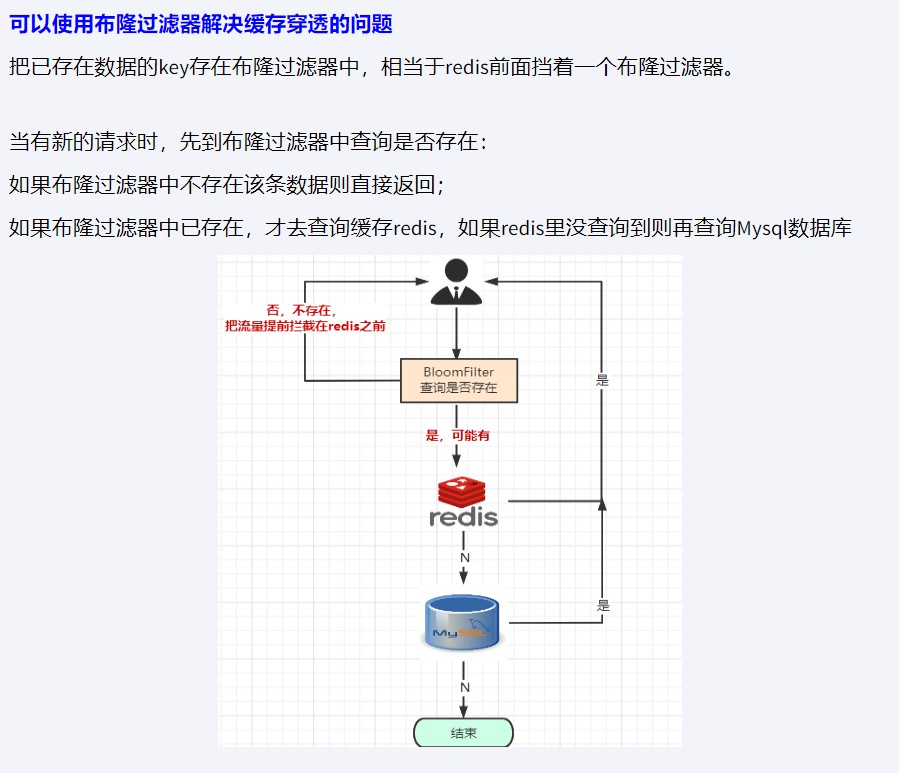 可以使用布隆过滤器解决缓存穿透的问题
把已存在数据的key存在布隆过滤器中，相当于redis前面挡着一个布隆过滤器。
当有新的请求时，先到布隆过滤器中查询是否存在：
如果布隆过滤器中不存在该条数据则直接返回；
如果布隆过滤器中已存在，才去查询缓存redis，如果redis里没查询到则再查询Mysql数据库
否，不存在，
把流量提前拦截在redis之前
BloomFilter
查询是否存在
是
是，可能有
redis
N
是
MySQL
N
结束